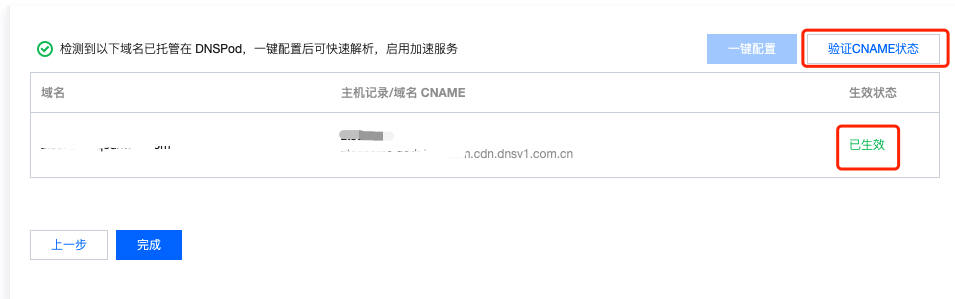 检测到以下域名已托管在 DNSPod，一键配置后可快速解析，启用加速服务
一键配置
验证CNAME状态
域名
主机记录/域名 CNAME
生效状态
.cdn.dnsv1.com.cn
已生效
上一步
完成